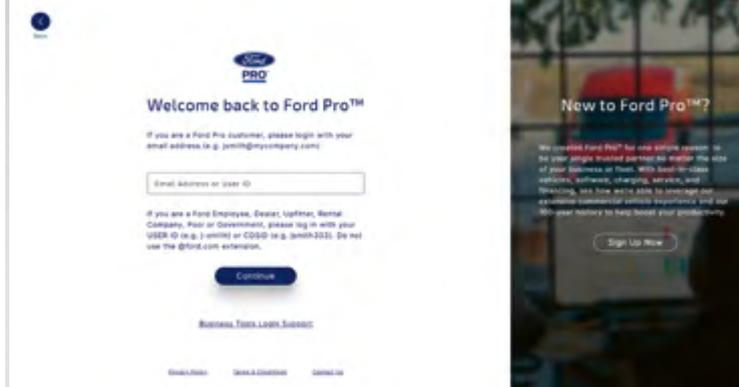 Back
Ford
PRO
Welcome back to Ford Pro™
If you are a Ford Pro customer, please login with your
email address (e.g. jsmith@mycompany.com)
Email Address or User ID
If you are a Ford Employee, Dealer, Upfitter, Rental
Company, or Government, please log in with your
USER ID (e.g. j-smith) or CDSID (e.g. jsmith203). Do not
use the @ford.com extension.
Continue
Business Tools Login Support
Privacy Policy Terms & Conditions Contact Us
New to Ford Pro™?
We created Ford Pro™ for one simple reason: to
be your single trusted partner no matter the size
of your business or fleet. With best-in-class
vehicles, software, charging, service, and
financing, see how we're able to leverage our
extensive commercial vehicle experience and our
100-year history to help boost your productivity.
Sign Up Now